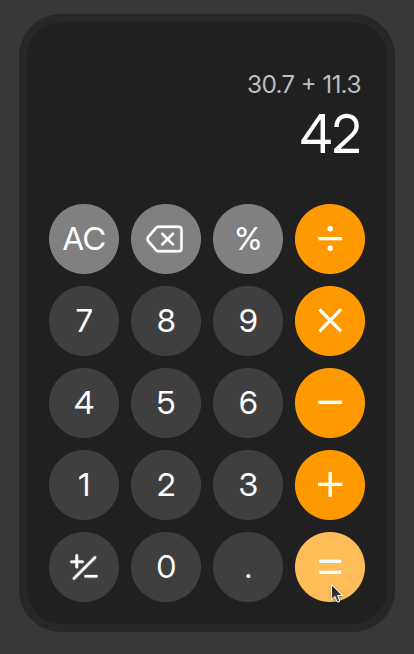 30.7 + 11.3
42
AC % ÷
7 8 9 ×
4 5 6 −
1 2 3 +
+/− 0 . =